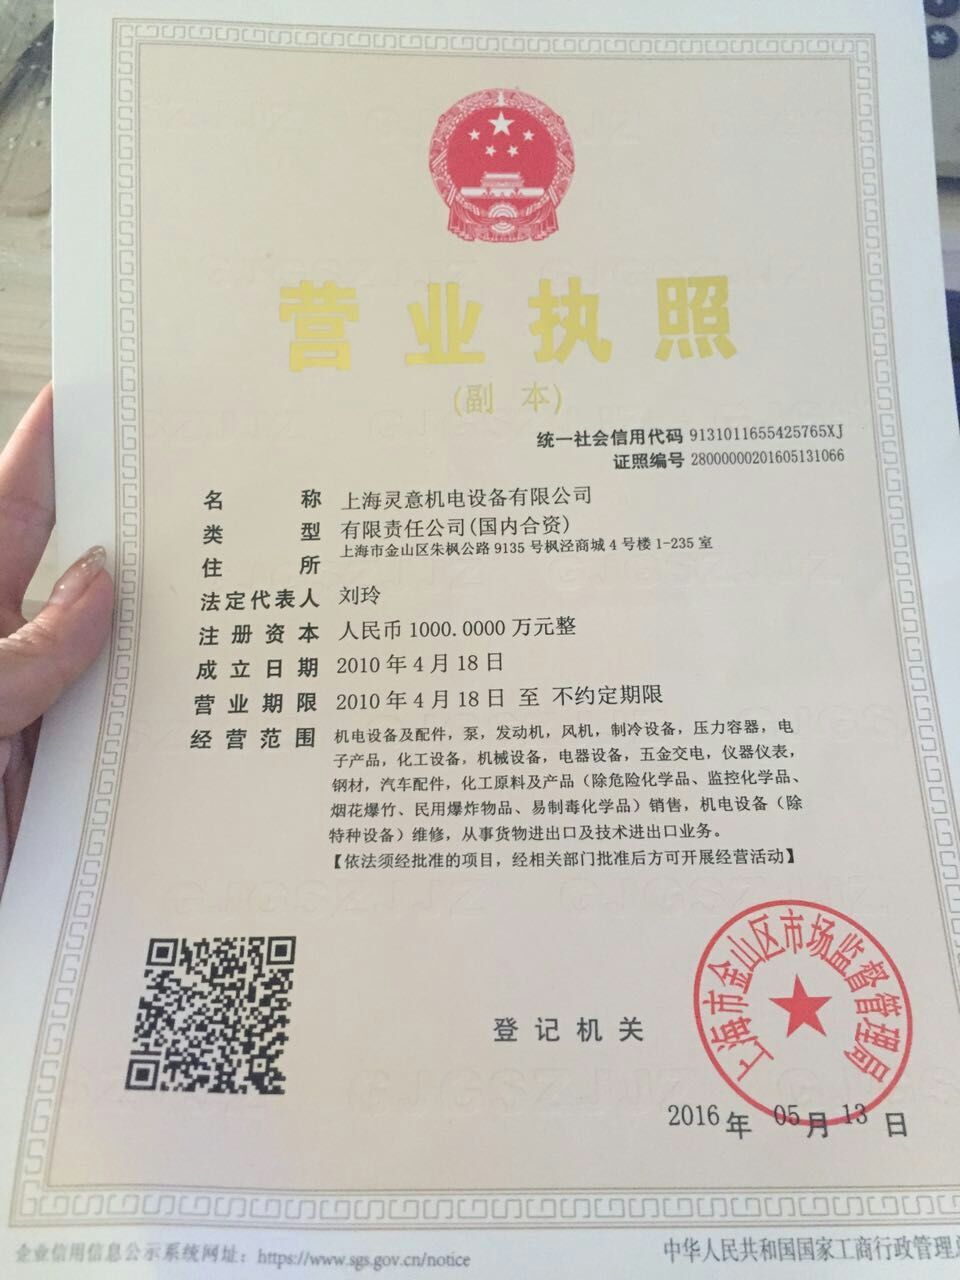 营业执照
(副 本)
统一社会信用代码 9131011655425765XJ
证照编号 28000000201605131066
名 称 上海灵意机电设备有限公司
类 型 有限责任公司(国内合资)
住 所 上海市金山区朱枫公路 9135 号枫泾商城 4 号楼 1-235 室
法定代表人 刘玲
注册资本 人民币 1000.0000 万元整
成立日期 2010 年 4 月 18 日
营业期限 2010 年 4 月 18 日 至 不约定期限
经营范围 机电设备及配件，泵，发动机，风机，制冷设备，压力容器，电
子产品，化工设备，机械设备，电器设备，五金交电，仪器仪表，
钢材，汽车配件，化工原料及产品（除危险化学品、监控化学品、
烟花爆竹、民用爆炸物品、易制毒化学品）销售，机电设备（除
特种设备）维修，从事货物进出口及技术进出口业务。
【依法须经批准的项目，经相关部门批准后方可开展经营活动】
上海市金山区市场监督管理局
登记机关
2016 年 05 月 13 日
企业信用信息公示系统网址：https://www.sgs.gov.cn/notice
中华人民共和国国家工商行政管理总